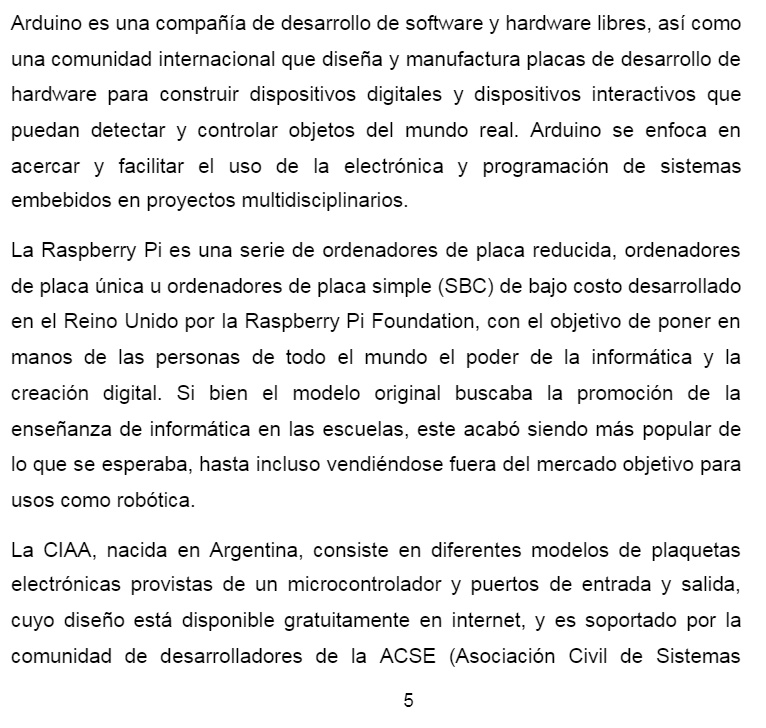 Arduino es una compañía de desarrollo de software y hardware libres, así como
una comunidad internacional que diseña y manufactura placas de desarrollo de
hardware para construir dispositivos digitales y dispositivos interactivos que
puedan detectar y controlar objetos del mundo real. Arduino se enfoca en
acercar y facilitar el uso de la electrónica y programación de sistemas
embebidos en proyectos multidisciplinarios.
La Raspberry Pi es una serie de ordenadores de placa reducida, ordenadores
de placa única u ordenadores de placa simple (SBC) de bajo costo desarrollado
en el Reino Unido por la Raspberry Pi Foundation, con el objetivo de poner en
manos de las personas de todo el mundo el poder de la informática y la
creación digital. Si bien el modelo original buscaba la promoción de la
enseñanza de informática en las escuelas, este acabó siendo más popular de
lo que se esperaba, hasta incluso vendiéndose fuera del mercado objetivo para
usos como robótica.
La CIAA, nacida en Argentina, consiste en diferentes modelos de plaquetas
electrónicas provistas de un microcontrolador y puertos de entrada y salida,
cuyo diseño está disponible gratuitamente en internet, y es soportado por la
comunidad de desarrolladores de la ACSE (Asociación Civil de Sistemas
5